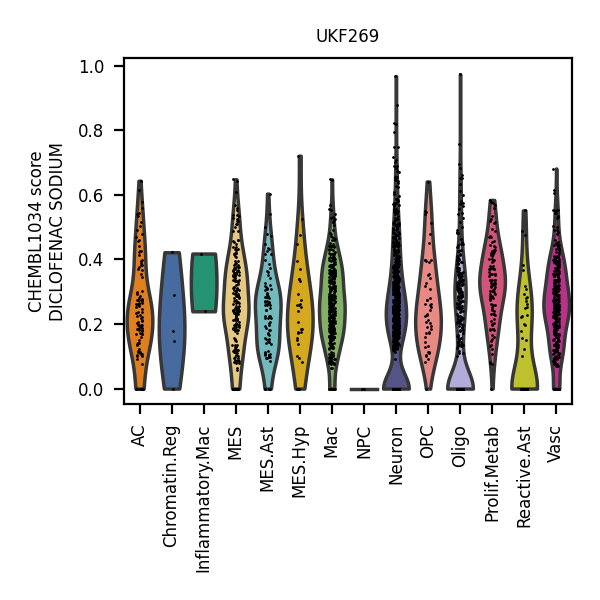 UKF269
CHEMBL1034 score
DICLOFENAC SODIUM
1.0
0.8
0.6
0.4
0.2
0.0
AC
Chromatin.Reg
Inflammatory.Mac
MES
MES.Ast
MES.Hyp
Mac
NPC
Neuron
OPC
Oligo
Prolif.Metab
Reactive.Ast
Vasc